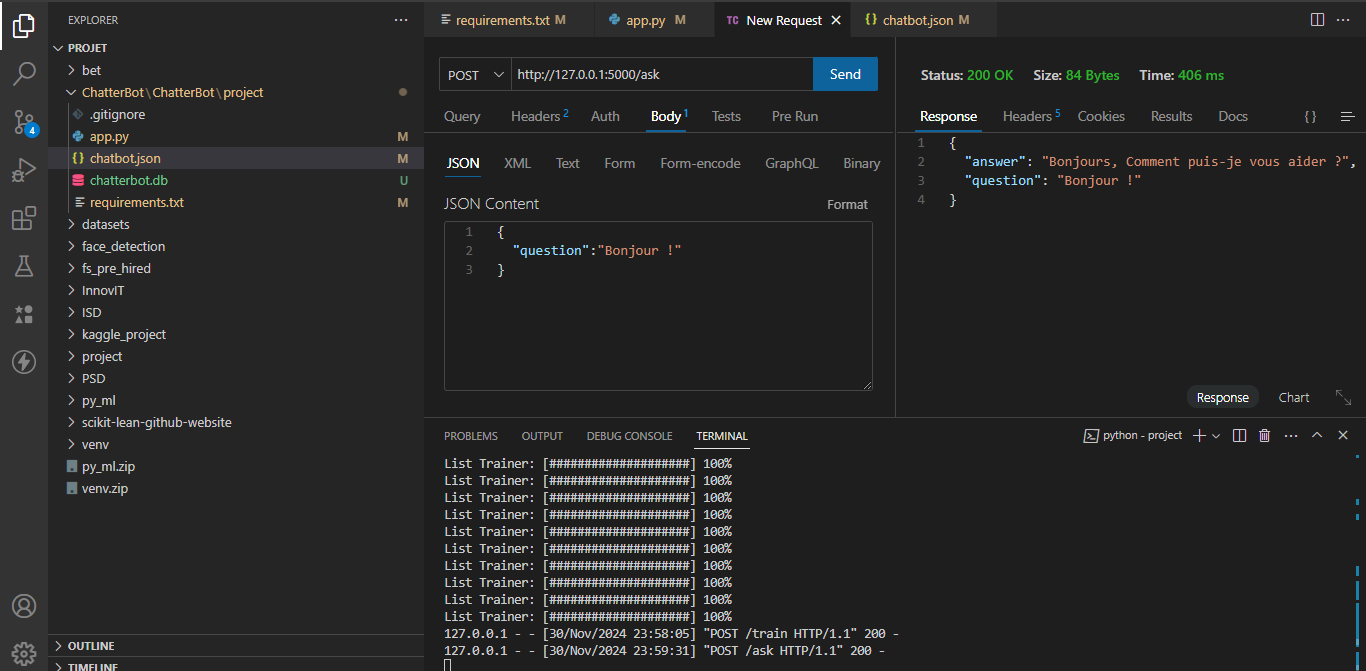 EXPLORER
PROJET
bet
ChatterBot\ChatterBot\project
.gitignore
app.py M
chatbot.json M
chatterbot.db U
requirements.txt M
datasets
face_detection
fs_pre_hired
InnovIT
ISD
kaggle_project
project
PSD
py_ml
scikit-lean-github-website
venv
py_ml.zip
venv.zip
OUTLINE
TIMELINE
4
requirements.txt M app.py M TC New Request {} chatbot.json M
POST http://127.0.0.1:5000/ask Send
Query Headers 2 Auth Body 1 Tests Pre Run
JSON XML Text Form Form-encode GraphQL Binary
JSON Content Format
1 {
2 "question":"Bonjour !"
3 }
Status: 200 OK Size: 84 Bytes Time: 406 ms
Response Headers 5 Cookies Results Docs {}
1 {
2 "answer": "Bonjours, Comment puis-je vous aider ?",
3 "question": "Bonjour !"
4 }
Response Chart
PROBLEMS OUTPUT DEBUG CONSOLE TERMINAL python - project
List Trainer: [####################] 100%
List Trainer: [####################] 100%
List Trainer: [####################] 100%
List Trainer: [####################] 100%
List Trainer: [####################] 100%
List Trainer: [####################] 100%
List Trainer: [####################] 100%
List Trainer: [####################] 100%
List Trainer: [####################] 100%
List Trainer: [####################] 100%
127.0.0.1 - - [30/Nov/2024 23:58:05] "POST /train HTTP/1.1" 200 -
127.0.0.1 - - [30/Nov/2024 23:59:31] "POST /ask HTTP/1.1" 200 -